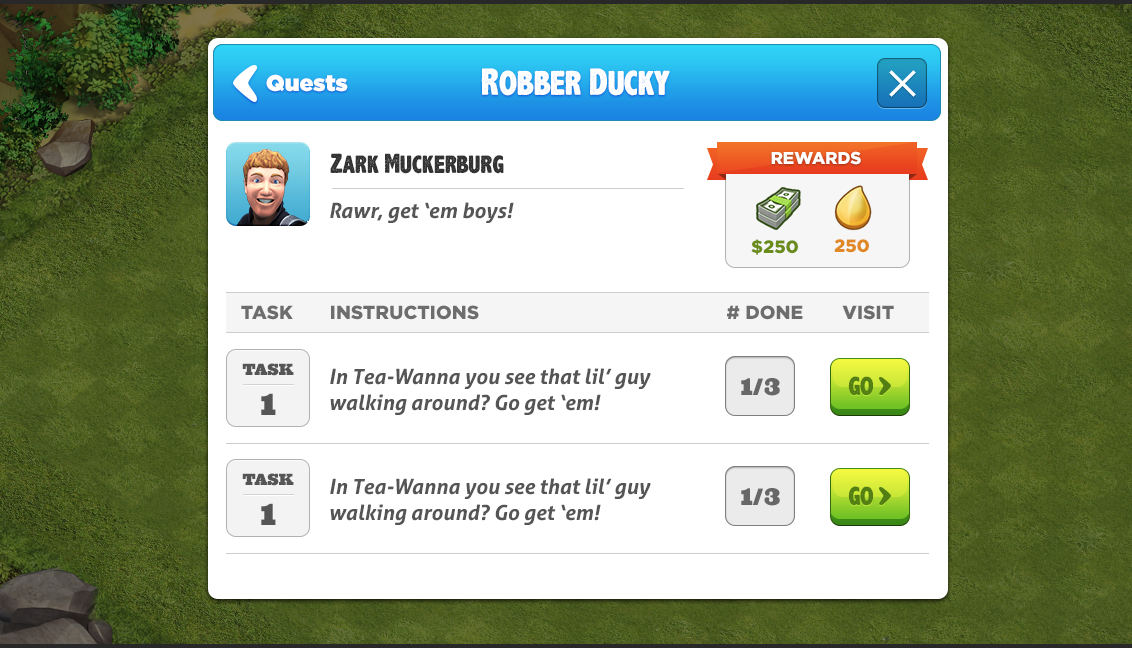 Quests
ROBBER DUCKY
ZARK MUCKERBURG
Rawr, get ‘em boys!
REWARDS
$250
250
TASK
INSTRUCTIONS
# DONE
VISIT
TASK
1
In Tea-Wanna you see that lil’ guy
walking around? Go get ‘em!
1/3
GO
TASK
1
In Tea-Wanna you see that lil’ guy
walking around? Go get ‘em!
1/3
GO